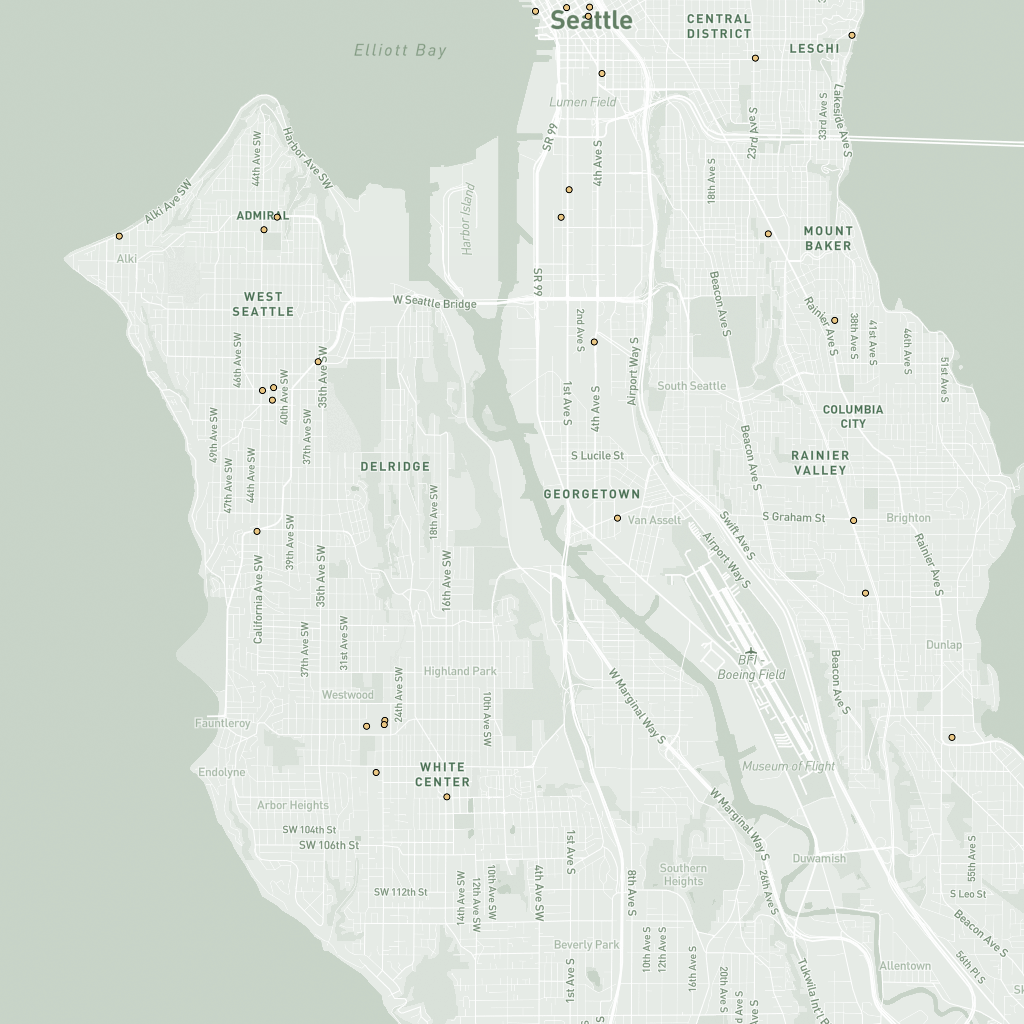 Seattle
CENTRAL
DISTRICT
LESCHI
Elliott Bay
Lumen Field
Lakeside Ave S
33rd Ave S
23rd Ave S
SR 99
4th Ave S
18th Ave S
44th Ave SW
Harbor Ave SW
Alki Ave SW
Harbor Island
ADMIRAL
MOUNT
BAKER
Alki
WEST
SEATTLE
W Seattle Bridge
SR 99
2nd Ave S
Beacon Ave S
Rainier Ave S
38th Ave S
41st Ave S
46th Ave S
51st Ave S
46th Ave SW
35th Ave SW
Airport Way S
40th Ave SW
South Seattle
1st Ave S
4th Ave S
COLUMBIA
CITY
49th Ave SW
37th Ave SW
Beacon Ave S
S Lucile St
RAINIER
VALLEY
DELRIDGE
47th Ave SW
44th Ave SW
18th Ave SW
GEORGETOWN
Van Asselt
S Graham St
Brighton
Swift Ave S
Airport Way S
39th Ave SW
35th Ave SW
16th Ave SW
Rainier Ave S
California Ave SW
37th Ave SW
31st Ave SW
Dunlap
BFI -
Boeing Field
Highland Park
Beacon Ave S
Westwood
24th Ave SW
10th Ave SW
W Marginal Way S
Fauntleroy
Endolyne
WHITE
CENTER
Museum of Flight
Arbor Heights
W Marginal Way S
SW 104th St
SW 106th St
1st Ave S
Duwamish
55th Ave S
Southern
Heights
SW 112th St
14th Ave SW
12th Ave SW
10th Ave SW
4th Ave SW
8th Ave S
26th Ave S
S Leo St
Beverly Park
10th Ave S
12th Ave S
16th Ave S
Beacon Ave S
Allentown
56th Pl S
1st Ave S
20th Ave S
Tukwila Int'l